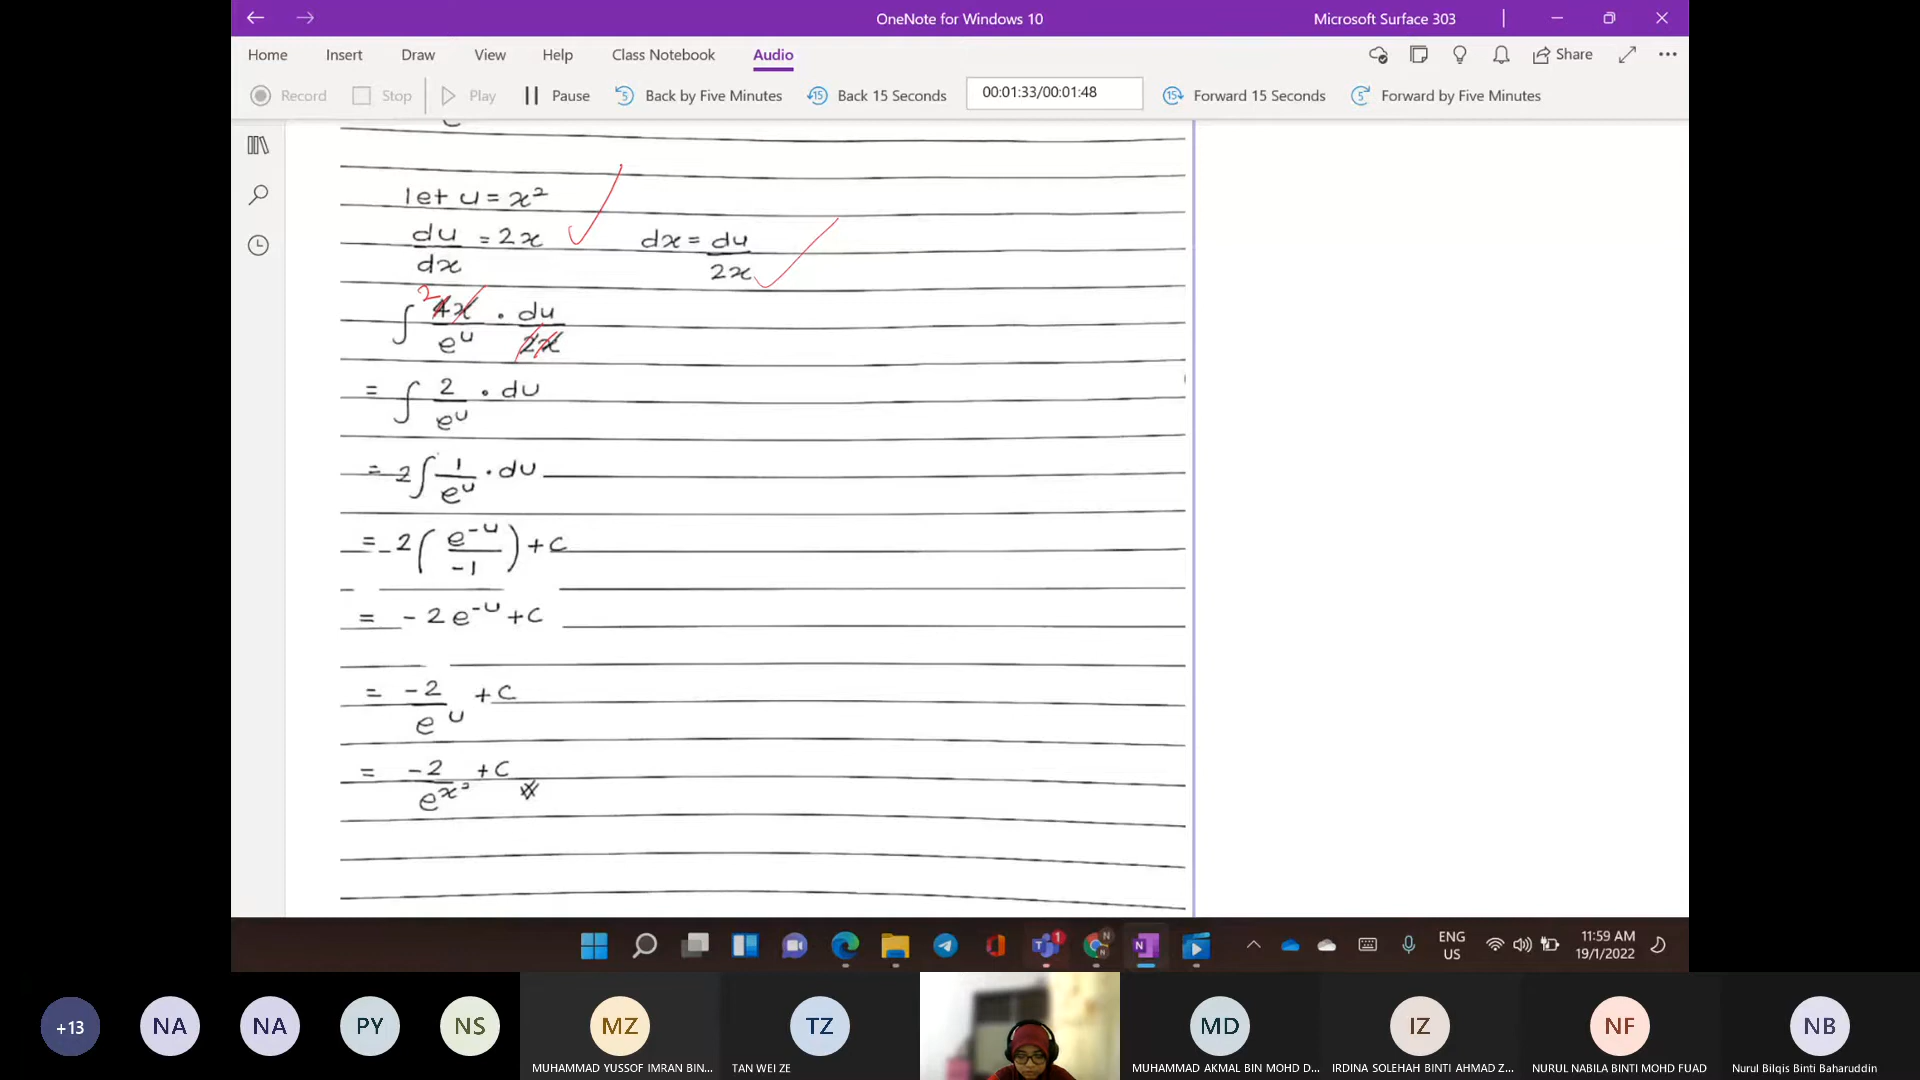 OneNote for Windows 10
Microsoft Surface 303
Home Insert Draw View Help Class Notebook Audio
Share
Record Stop Play Pause Back by Five Minutes Back 15 Seconds 00:01:33/00:01:48 Forward 15 Seconds Forward by Five Minutes
let u = x²
du/dx = 2x dx = du/2x
2
∫ 4x/e^u · du/2x
= ∫ 2/e^u · du
= 2 ∫ 1/e^u · du
= 2 ( e^-u / -1 ) + c
= -2e^-u + c
= -2/e^u + c
= -2/e^x² + c
ENG
US
11:59 AM
19/1/2022
+13 NA NA PY NS MZ TZ MD IZ NF NB
MUHAMMAD YUSSOF IMRAN BIN... TAN WEI ZE MUHAMMAD AKMAL BIN MOHD D... IRDINA SOLEHAH BINTI AHMAD Z... NURUL NABILA BINTI MOHD FUAD Nurul Bilqis Binti Baharuddin